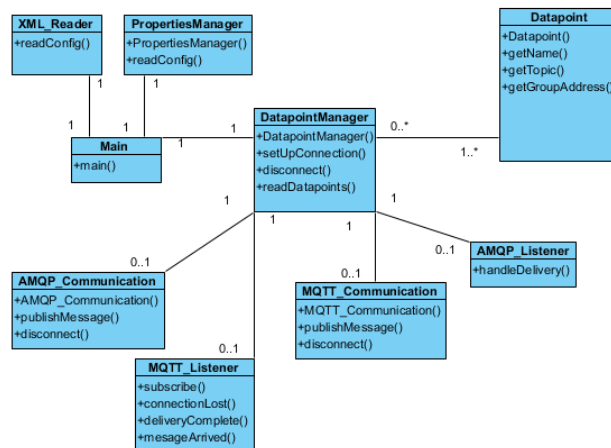 XML_Reader
+readConfig()
PropertiesManager
+PropertiesManager()
+readConfig()
Datapoint
+Datapoint()
+getName()
+getTopic()
+getGroupAddress()
1
1
1
1
Main
+main()
1
1
DatapointManager
+DatapointManager()
+setUpConnection()
+disconnect()
+readDatapoints()
0..*
1..*
1
1
1
1
0..1
0..1
0..1
0..1
AMQP_Communication
+AMQP_Communication()
+publishMessage()
+disconnect()
MQTT_Listener
+subscribe()
+connectionLost()
+deliveryComplete()
+mesageArrived()
MQTT_Communication
+MQTT_Communication()
+publishMessage()
+disconnect()
AMQP_Listener
+handleDelivery()